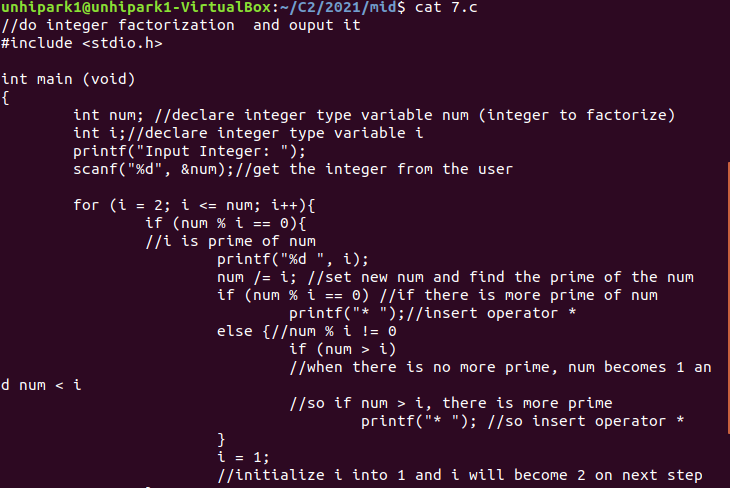 unhipark1@unhipark1-VirtualBox:~/C2/2021/mid$ cat 7.c
//do integer factorization  and ouput it
#include <stdio.h>

int main (void)
{
        int num; //declare integer type variable num (integer to factorize)
        int i;//declare integer type variable i
        printf("Input Integer: ");
        scanf("%d", &num);//get the integer from the user

        for (i = 2; i <= num; i++){
                if (num % i == 0){
                //i is prime of num
                        printf("%d ", i);
                        num /= i; //set new num and find the prime of the num
                        if (num % i == 0) //if there is more prime of num
                                printf("* ");//insert operator *
                        else {//num % i != 0
                                if (num > i)
                                //when there is no more prime, num becomes 1 an
d num < i
                                //so if num > i, there is more prime
                                        printf("* "); //so insert operator *
                        }
                        i = 1;
                        //initialize i into 1 and i will become 2 on next step